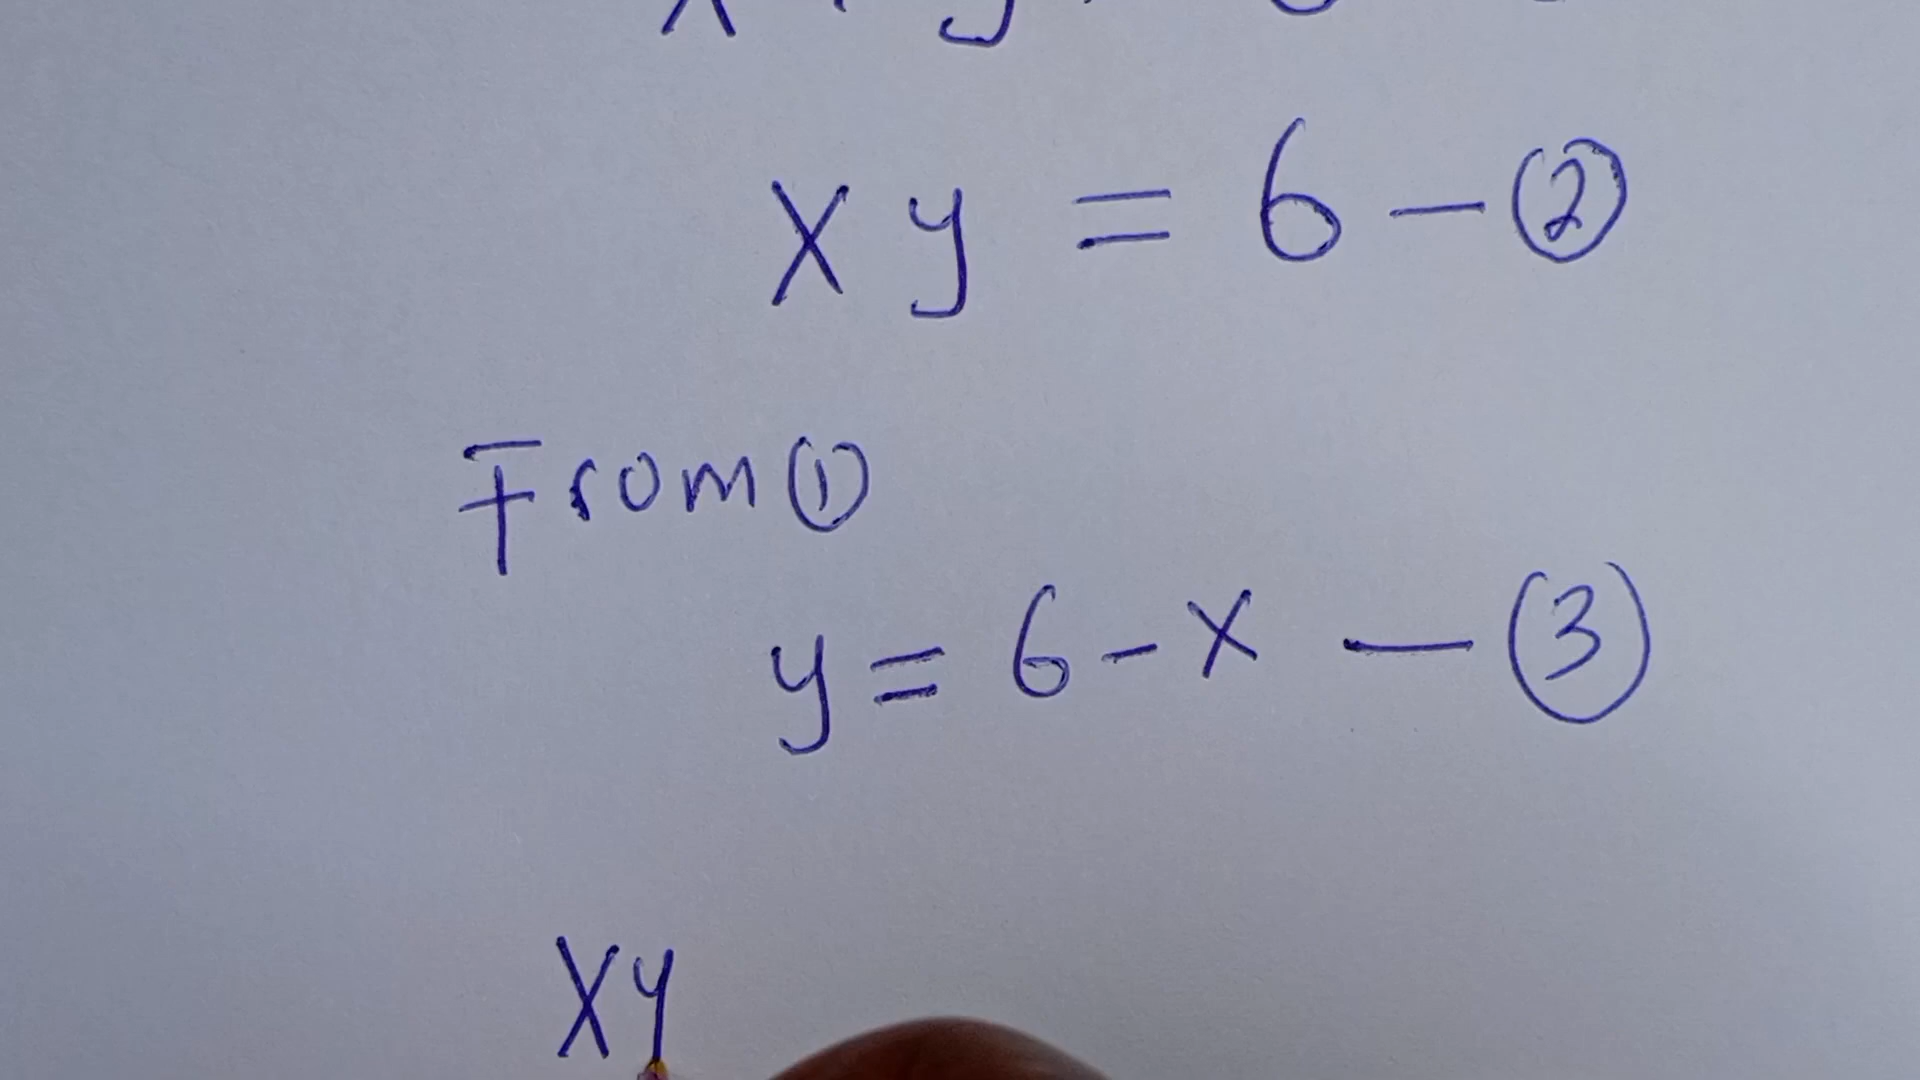 xy = 6 - ②
From ①
y = 6 - x - ③
xy